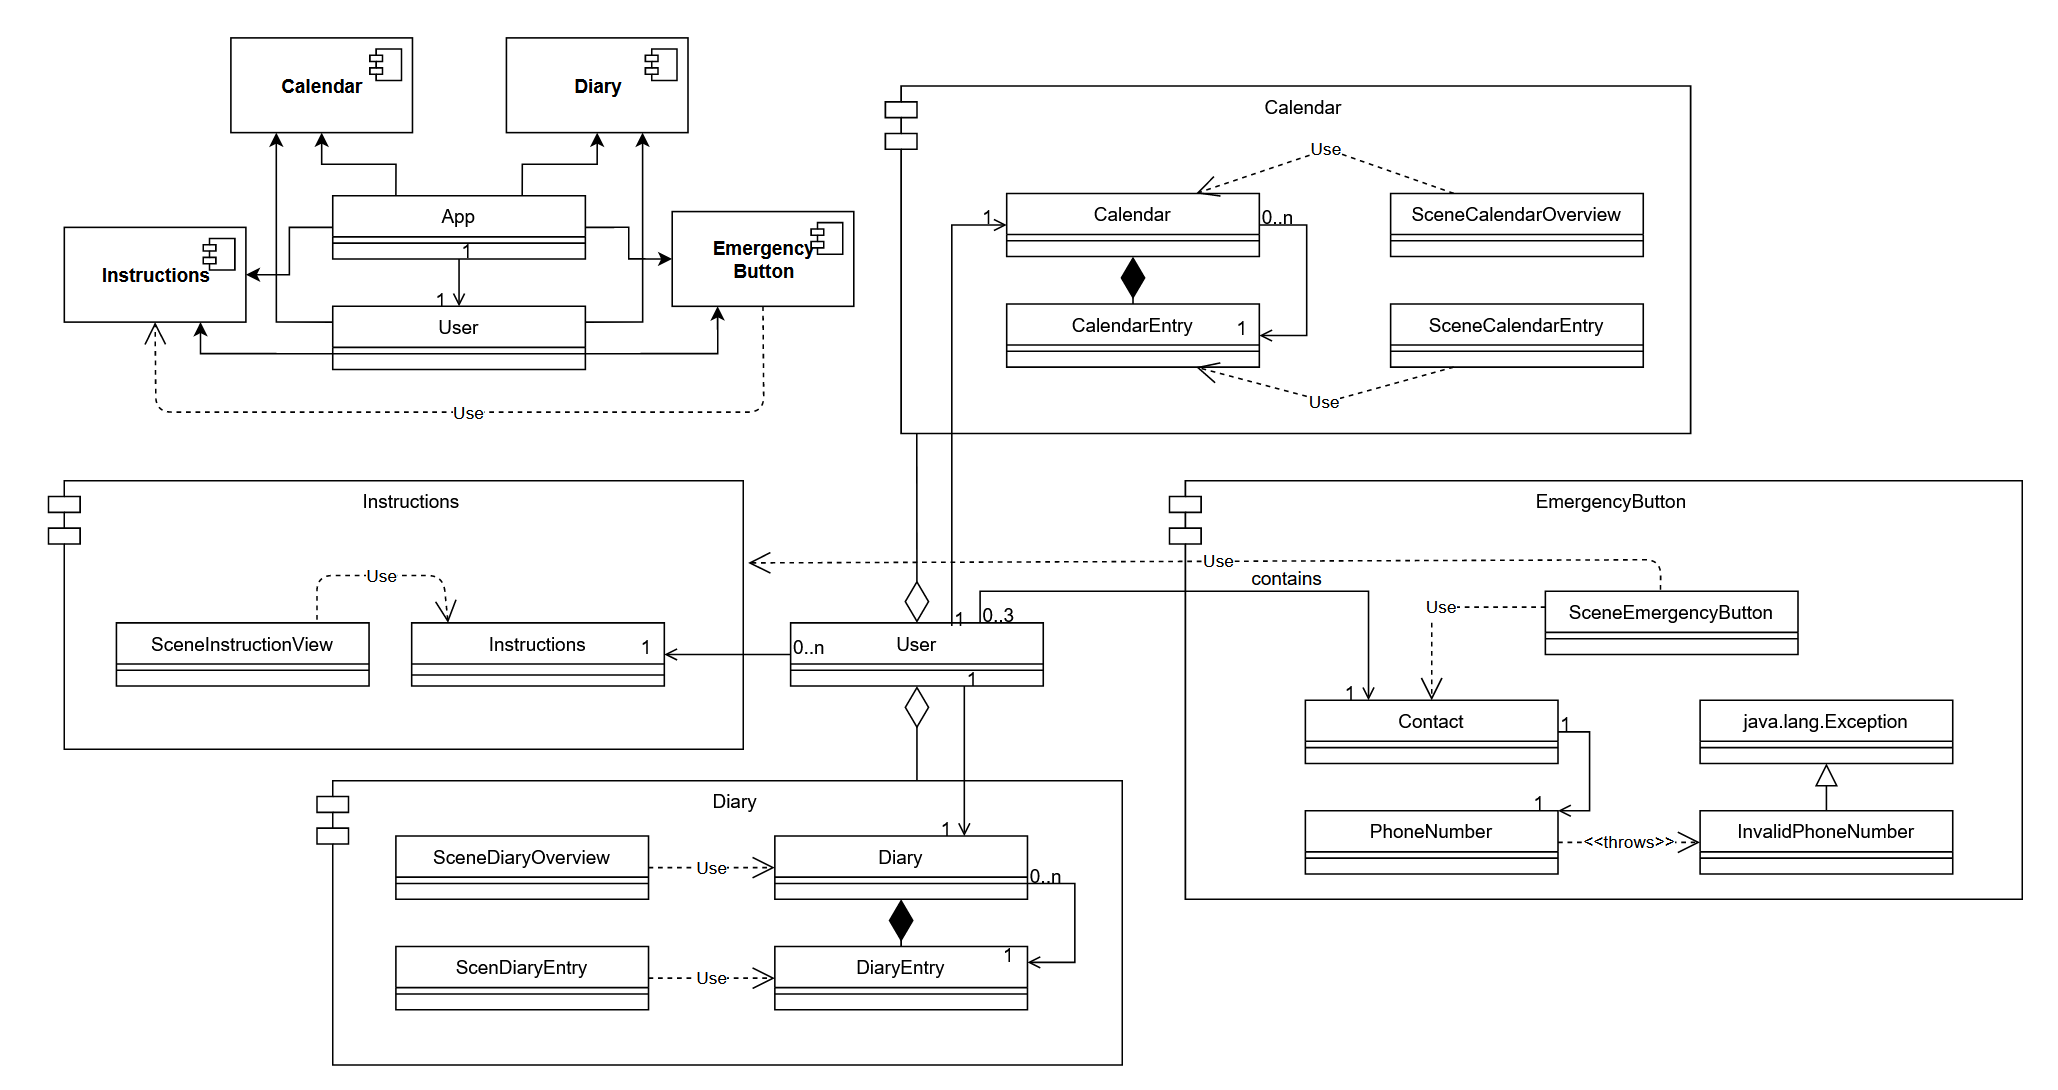 Calendar
Diary
App
1
Instructions
Emergency
Button
1
User
Use
Calendar
Use
Calendar
SceneCalendarOverview
1
0..n
CalendarEntry
1
SceneCalendarEntry
Use
Instructions
Use
SceneInstructionView
Instructions
1
0..n
User
1
0..3
1
contains
EmergencyButton
Use
Use
SceneEmergencyButton
1
Contact
1
java.lang.Exception
1
PhoneNumber
<<throws>>
InvalidPhoneNumber
Diary
1
SceneDiaryOverview
Use
Diary
0..n
ScenDiaryEntry
Use
DiaryEntry
1